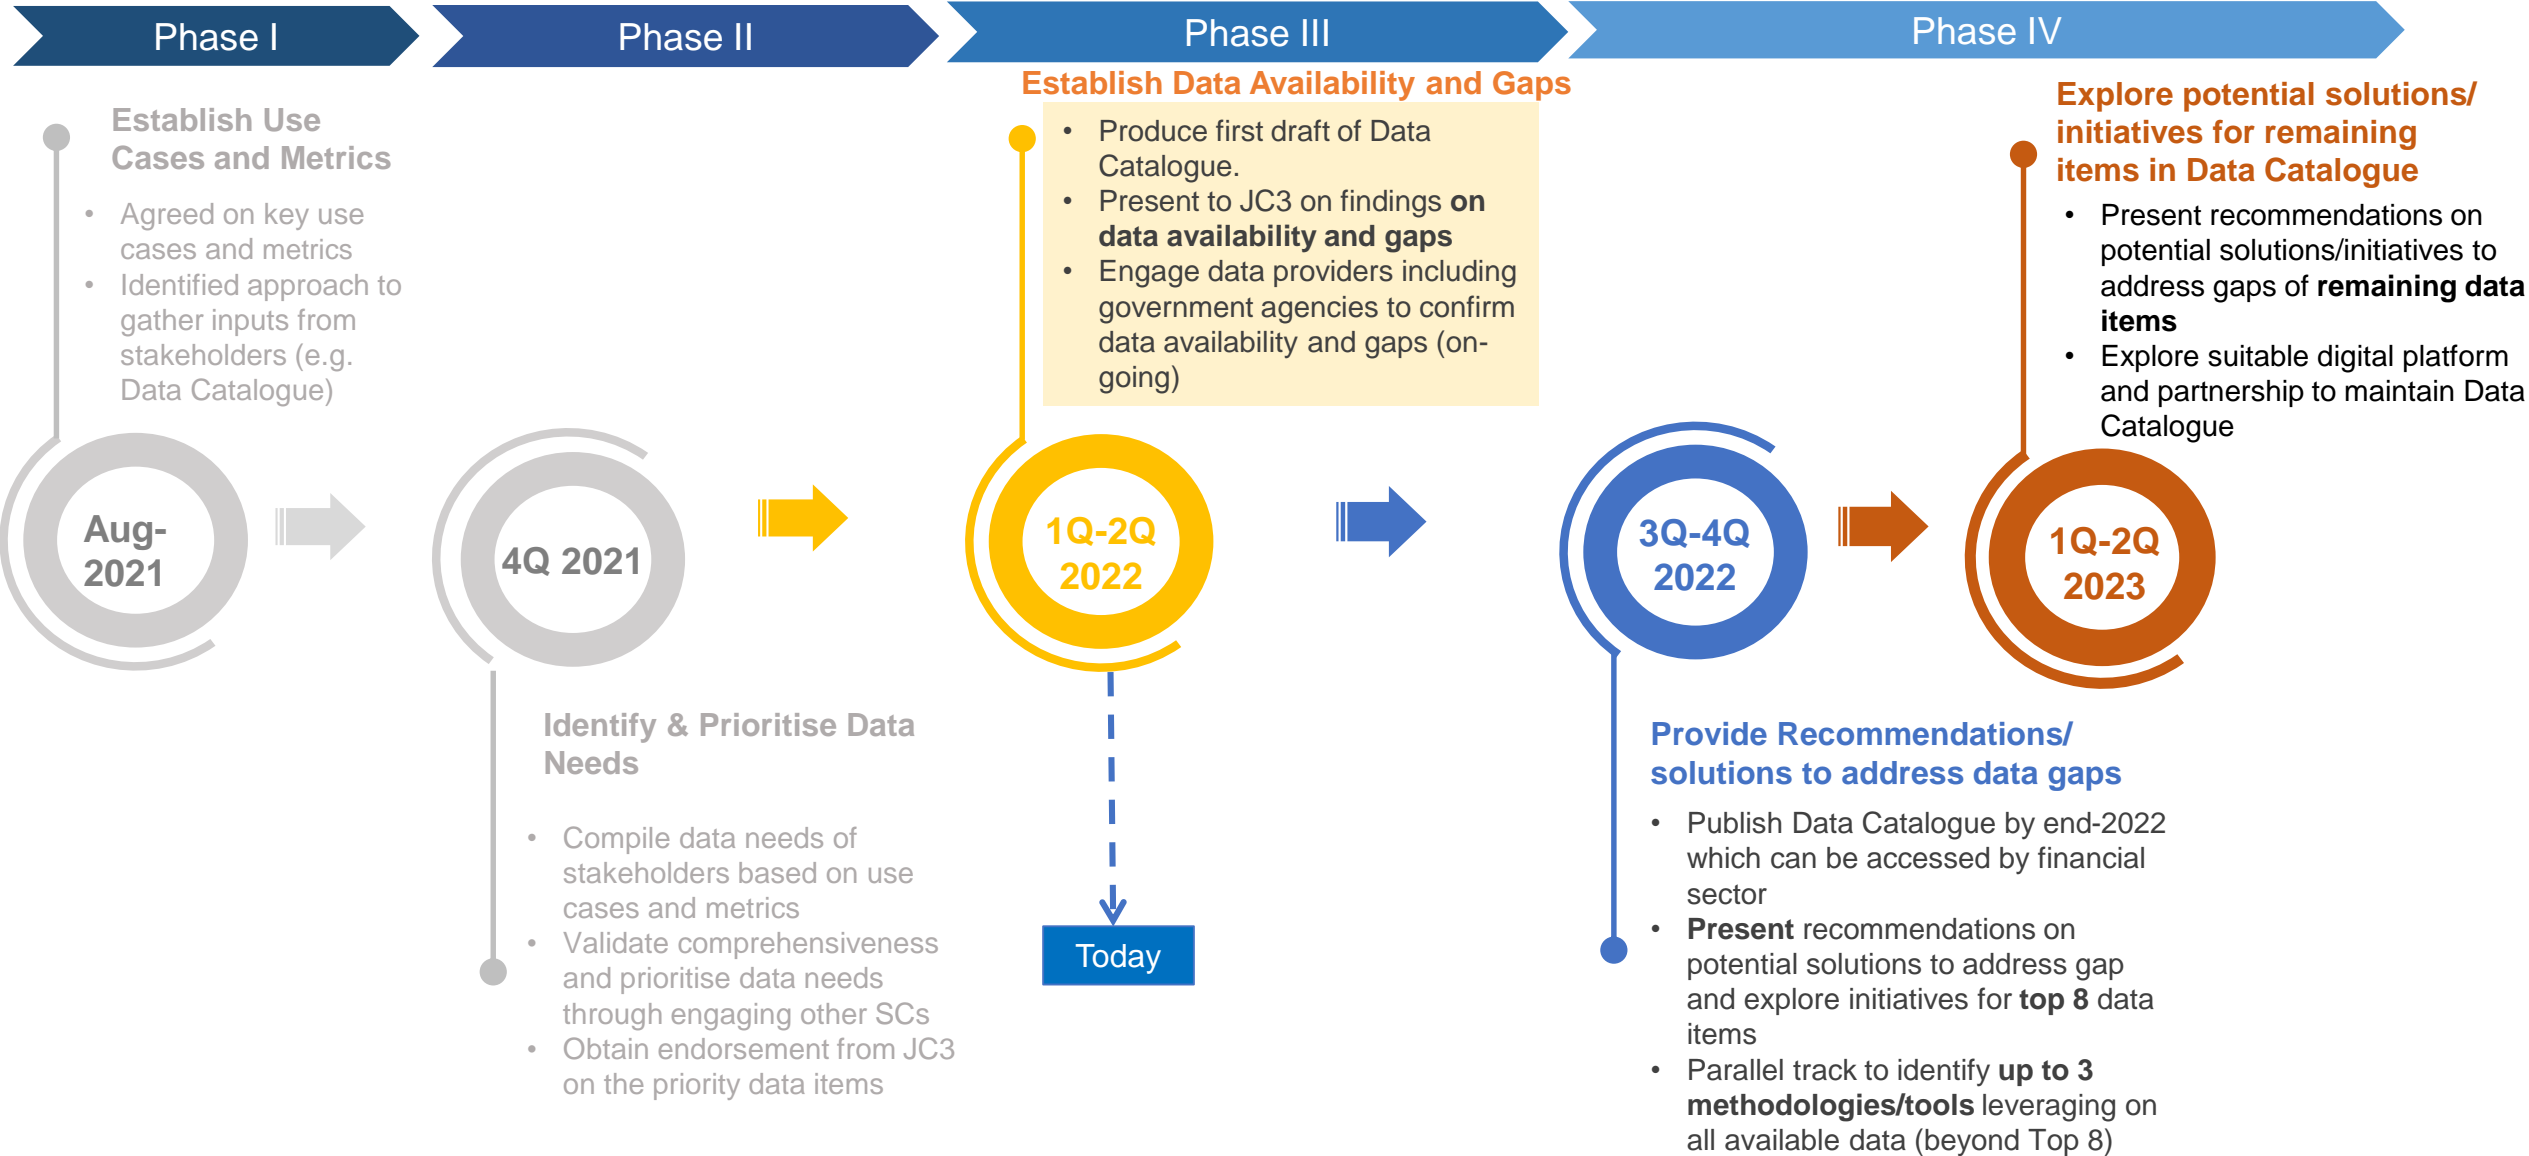 Phase I
Phase II
Phase III
Phase IV
Establish Use
Cases and Metrics
• Agreed on key use
cases and metrics
• Identified approach to
gather inputs from
stakeholders (e.g.
Data Catalogue)
Aug-
2021
4Q 2021
Identify & Prioritise Data
Needs
• Compile data needs of
stakeholders based on use
cases and metrics
• Validate comprehensiveness
and prioritise data needs
through engaging other SCs
• Obtain endorsement from JC3
on the priority data items
Establish Data Availability and Gaps
• Produce first draft of Data
Catalogue.
• Present to JC3 on findings on
data availability and gaps
• Engage data providers including
government agencies to confirm
data availability and gaps (on-
going)
1Q-2Q
2022
Today
3Q-4Q
2022
Provide Recommendations/
solutions to address data gaps
• Publish Data Catalogue by end-2022
which can be accessed by financial
sector
• Present recommendations on
potential solutions to address gap
and explore initiatives for top 8 data
items
• Parallel track to identify up to 3
methodologies/tools leveraging on
all available data (beyond Top 8)
Explore potential solutions/
initiatives for remaining
items in Data Catalogue
• Present recommendations on
potential solutions/initiatives to
address gaps of remaining data
items
• Explore suitable digital platform
and partnership to maintain Data
Catalogue
1Q-2Q
2023